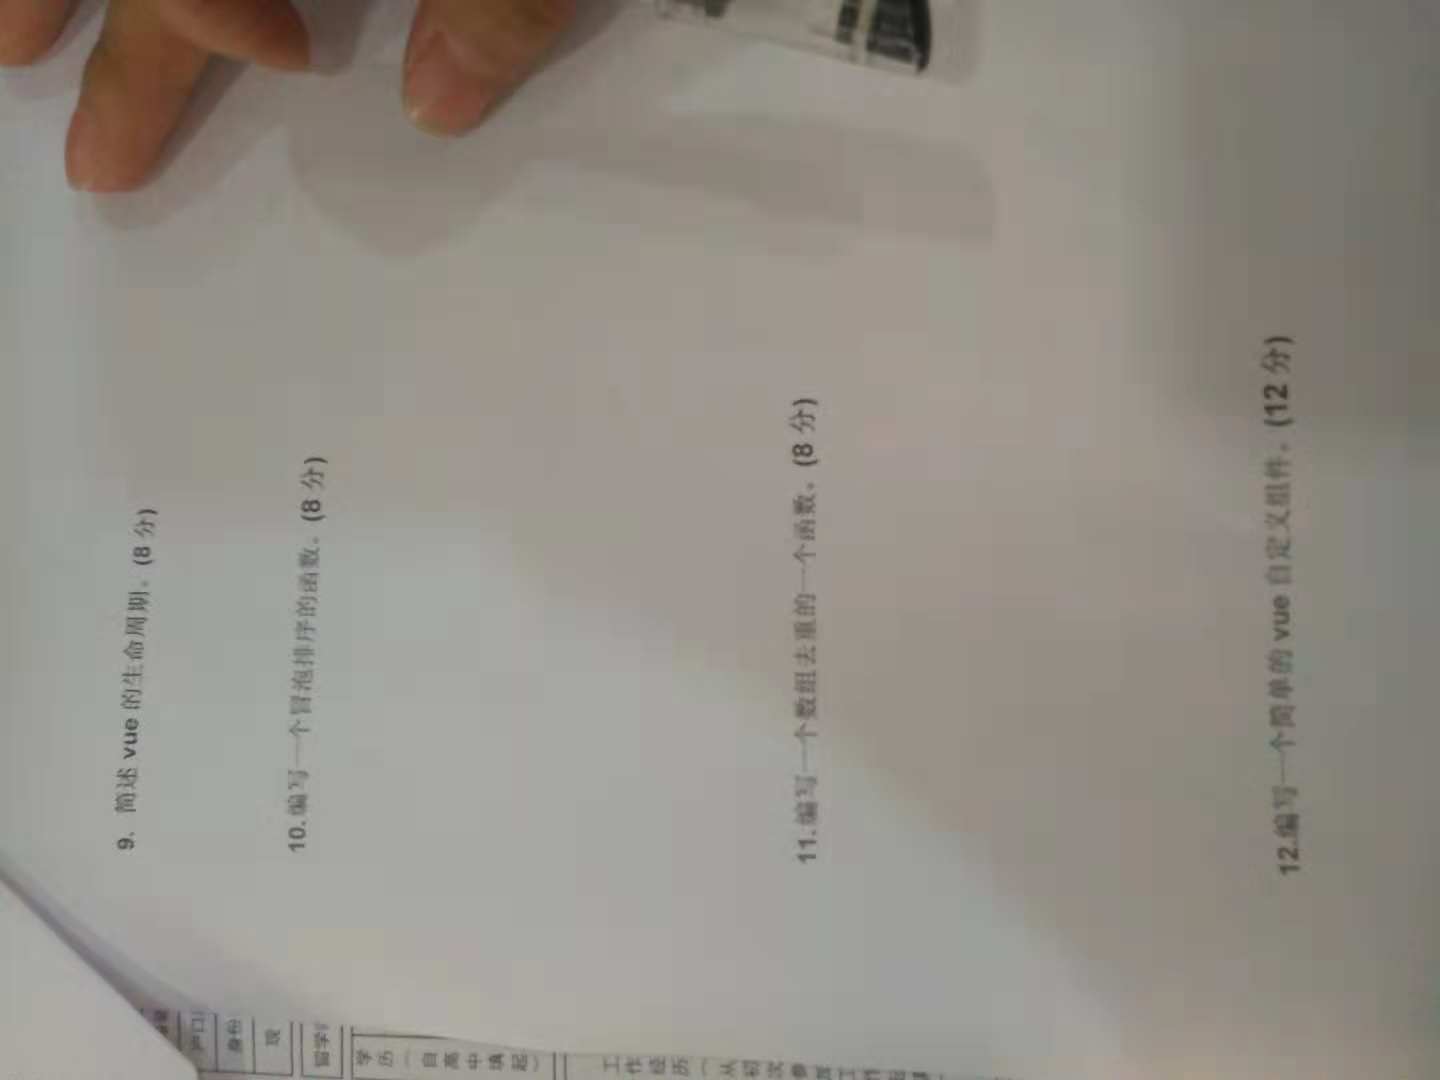 9. 简述 vue 的生命周期。(8 分)
10.编写一个冒泡排序的函数。(8 分)
11.编写一个数组去重的一个函数。(8 分)
12.编写一个简单的 vue 自定义组件。(12 分)
户口
身份
现
留学
学历（自高中填起）
工作经历（从初次参